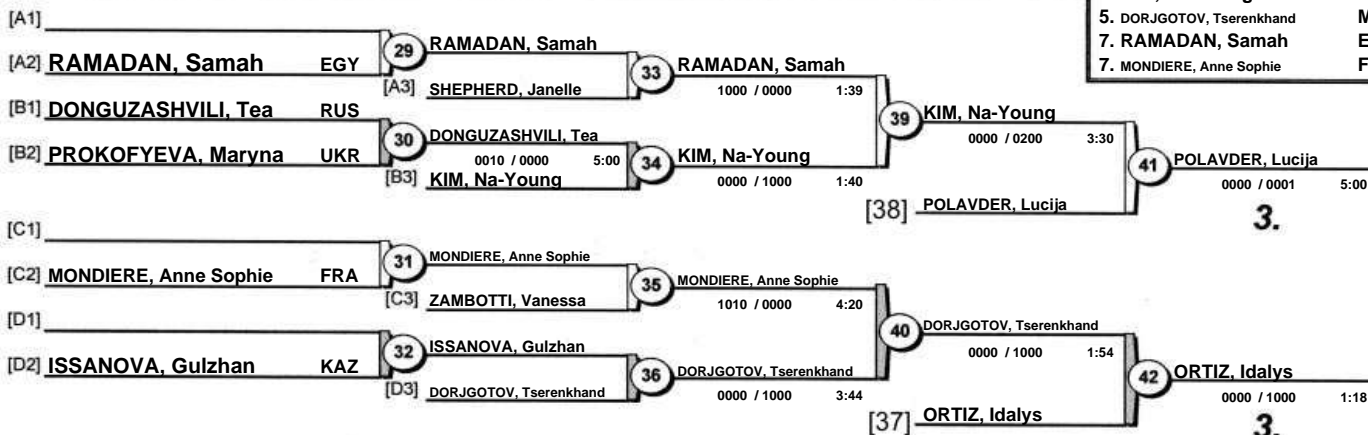 5. DORJGOTOV, Tserenkhand M
7. RAMADAN, Samah E
7. MONDIERE, Anne Sophie F
[A1]
[A2] RAMADAN, Samah EGY
29
RAMADAN, Samah
[A3] SHEPHERD, Janelle
33
RAMADAN, Samah
1000 / 0000 1:39
[B1] DONGUZASHVILI, Tea RUS
[B2] PROKOFYEVA, Maryna UKR
30
DONGUZASHVILI, Tea
0010 / 0000 5:00
[B3] KIM, Na-Young
34
KIM, Na-Young
0000 / 1000 1:40
39
KIM, Na-Young
0000 / 0200 3:30
[38] POLAVDER, Lucija
41
POLAVDER, Lucija
0000 / 0001 5:00
3.
[C1]
[C2] MONDIERE, Anne Sophie FRA
31
MONDIERE, Anne Sophie
[C3] ZAMBOTTI, Vanessa
35
MONDIERE, Anne Sophie
1010 / 0000 4:20
[D1]
[D2] ISSANOVA, Gulzhan KAZ
32
ISSANOVA, Gulzhan
[D3] DORJGOTOV, Tserenkhand
36
DORJGOTOV, Tserenkhand
0000 / 1000 3:44
40
DORJGOTOV, Tserenkhand
0000 / 1000 1:54
[37] ORTIZ, Idalys
42
ORTIZ, Idalys
0000 / 1000 1:18
3.